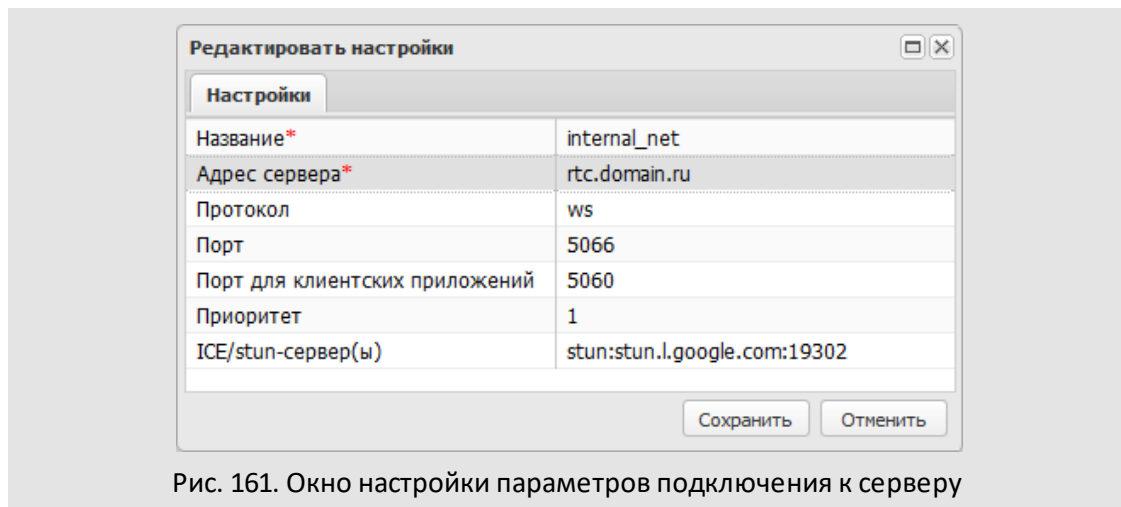 Редактировать настройки
Настройки
Название* internal_net
Адрес сервера* rtc.domain.ru
Протокол ws
Порт 5066
Порт для клиентских приложений 5060
Приоритет 1
ICE/stun-сервер(ы) stun:stun.l.google.com:19302
Сохранить Отменить
Рис. 161. Окно настройки параметров подключения к серверу